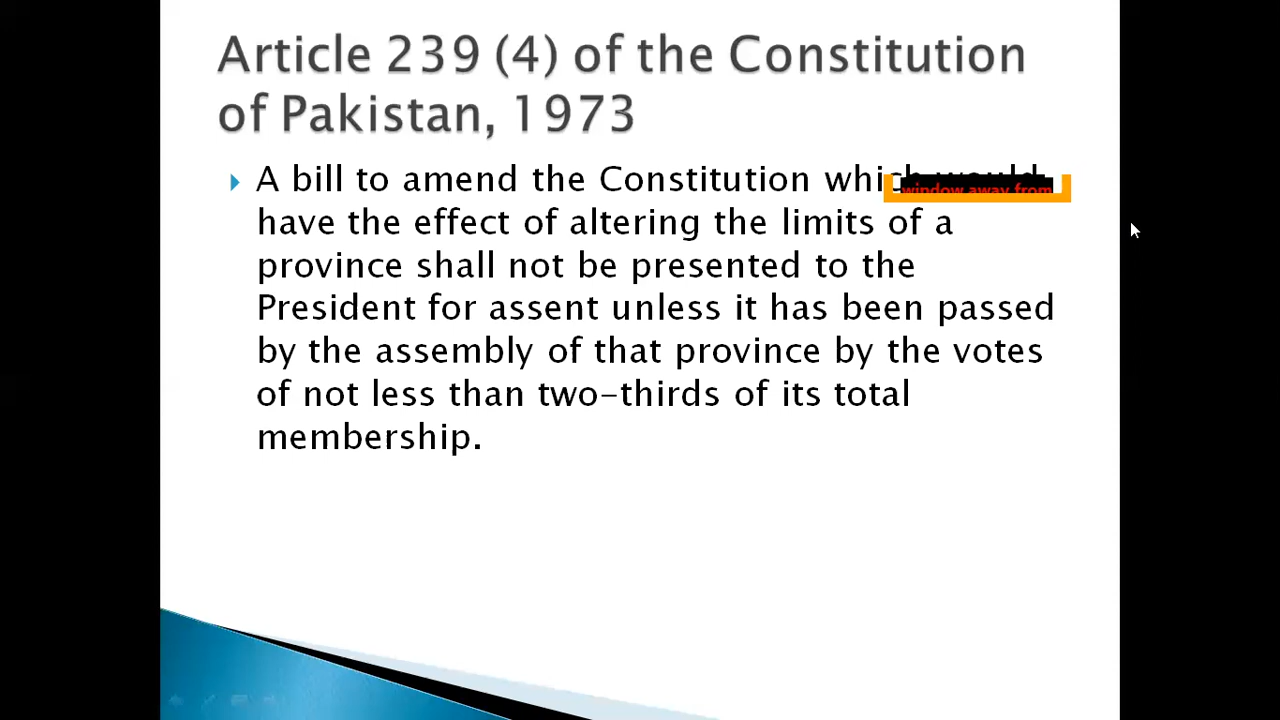 Article 239 (4) of the Constitution
of Pakistan, 1973
A bill to amend the Constitution which would
window away from
have the effect of altering the limits of a
province shall not be presented to the
President for assent unless it has been passed
by the assembly of that province by the votes
of not less than two-thirds of its total
membership.